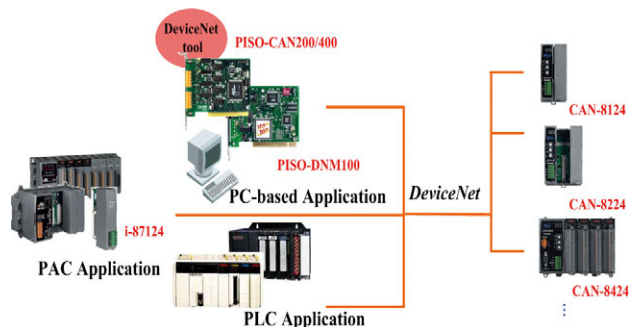 DeviceNet
tool
PISO-CAN200/400
PISO-DNM100
PC-based Application
i-87124
PAC Application
PLC Application
DeviceNet
CAN-8124
CAN-8224
CAN-8424